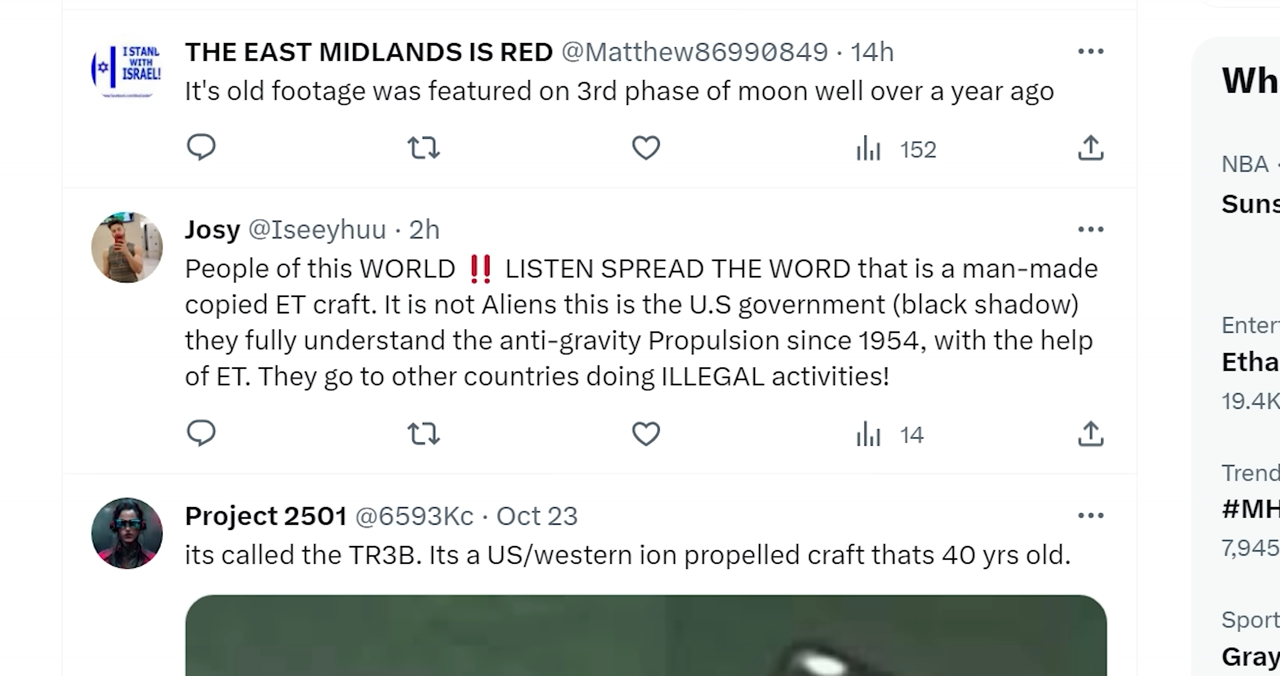 I STAND
WITH
ISRAEL!
THE EAST MIDLANDS IS RED @Matthew86990849 · 14h
It's old footage was featured on 3rd phase of moon well over a year ago
152
Josy @Iseeyhuu · 2h
People of this WORLD ‼️ LISTEN SPREAD THE WORD that is a man-made
copied ET craft. It is not Aliens this is the U.S government (black shadow)
they fully understand the anti-gravity Propulsion since 1954, with the help
of ET. They go to other countries doing ILLEGAL activities!
14
Project 2501 @6593Kc · Oct 23
its called the TR3B. Its a US/western ion propelled craft thats 40 yrs old.
Wh
NBA ·
Suns
Enter
Etha
19.4K
Trend
#MH
7,945
Sport
Gray